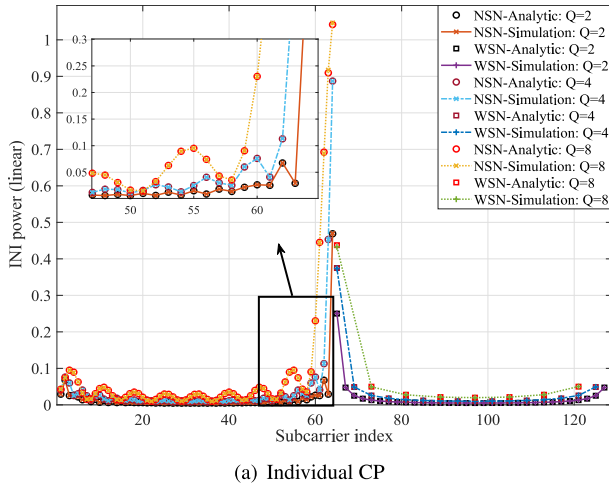 NSN-Analytic: Q=2
NSN-Simulation: Q=2
WSN-Analytic: Q=2
WSN-Simulation: Q=2
NSN-Analytic: Q=4
NSN-Simulation: Q=4
WSN-Analytic: Q=4
WSN-Simulation: Q=4
NSN-Analytic: Q=8
NSN-Simulation: Q=8
WSN-Analytic: Q=8
WSN-Simulation: Q=8
0.3
0.25
0.2
0.15
0.1
0.05
50 55 60
1
0.9
0.8
0.7
0.6
0.5
0.4
0.3
0.2
0.1
0
INI power (linear)
20 40 60 80 100 120
Subcarrier index
(a) Individual CP